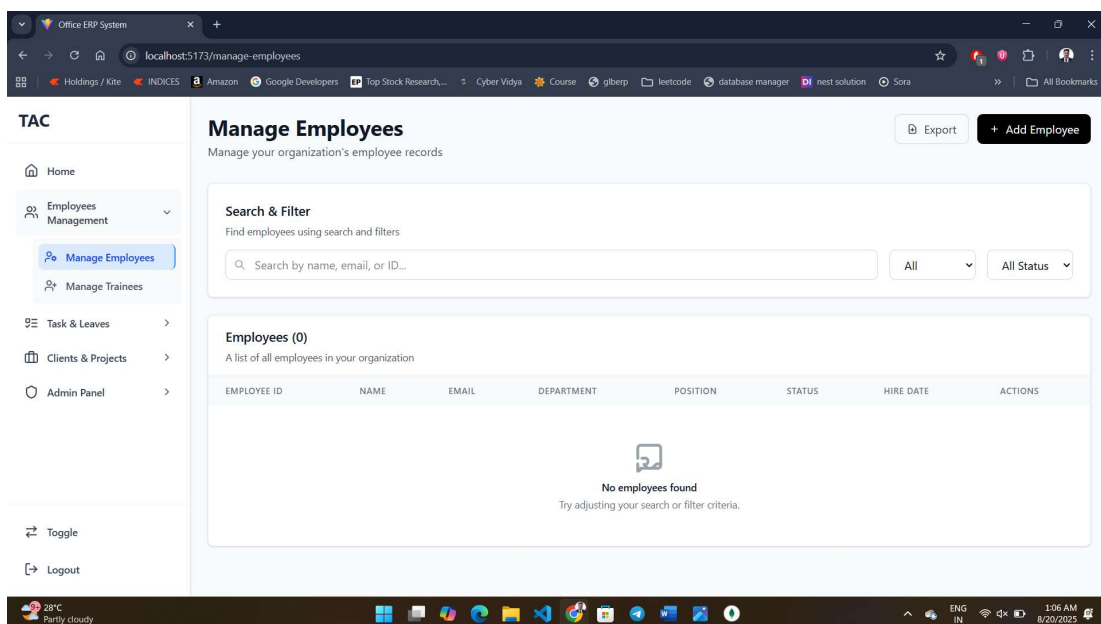 Office ERP System
localhost:5173/manage-employees
Holdings / Kite INDICES Amazon Google Developers Top Stock Research,... Cyber Vidya Course glberp leetcode database manager DI nest solution Sora » All Bookmarks
TAC
Home
Employees
Management
Manage Employees
Manage Trainees
Task & Leaves
Clients & Projects
Admin Panel
Toggle
Logout
Manage Employees
Manage your organization's employee records
Export
+ Add Employee
Search & Filter
Find employees using search and filters
Search by name, email, or ID...
All
All Status
Employees (0)
A list of all employees in your organization
EMPLOYEE ID NAME EMAIL DEPARTMENT POSITION STATUS HIRE DATE ACTIONS
No employees found
Try adjusting your search or filter criteria.
9+ 28°C
Partly cloudy
ENG
IN
1:06 AM
8/20/2025